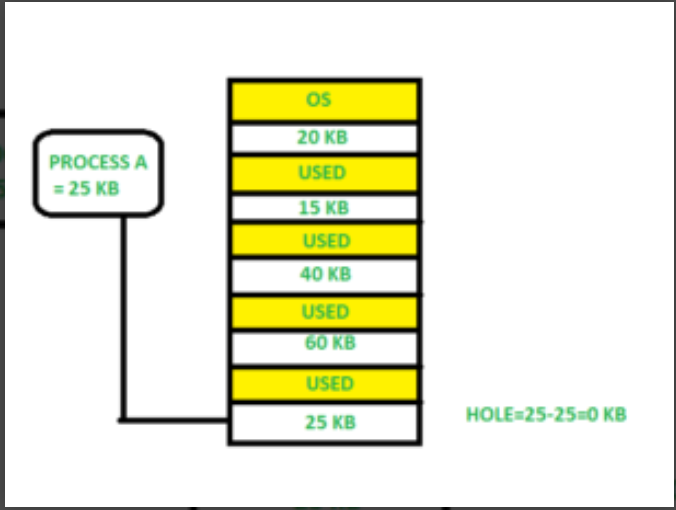 OS
20 KB
PROCESS A
= 25 KB
USED
15 KB
USED
40 KB
USED
60 KB
USED
25 KB
HOLE=25-25=0 KB